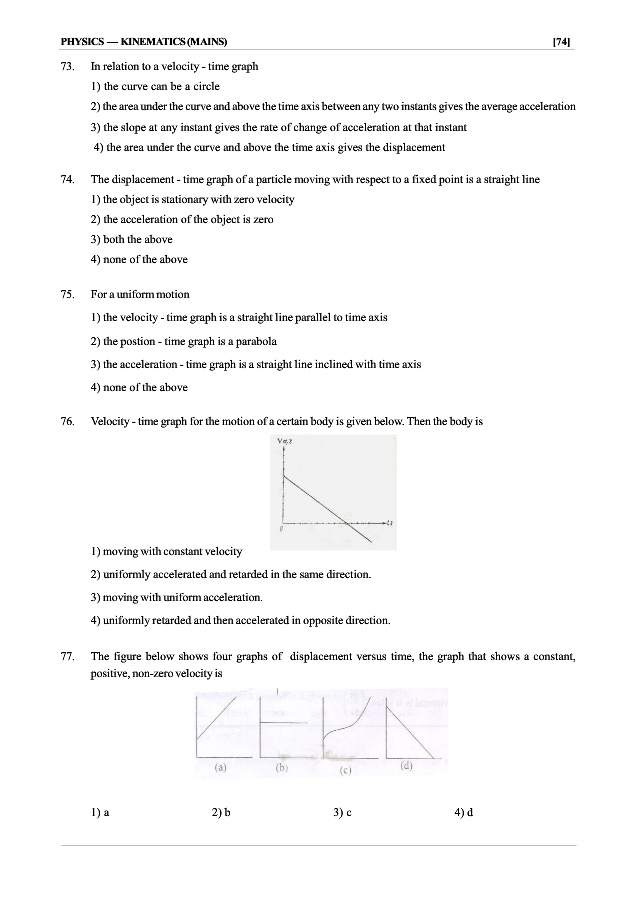 PHYSICS — KINEMATICS (MAINS) [74]
73. In relation to a velocity - time graph
1) the curve can be a circle
2) the area under the curve and above the time axis between any two instants gives the average acceleration
3) the slope at any instant gives the rate of change of acceleration at that instant
4) the area under the curve and above the time axis gives the displacement
74. The displacement - time graph of a particle moving with respect to a fixed point is a straight line
1) the object is stationary with zero velocity
2) the acceleration of the object is zero
3) both the above
4) none of the above
75. For a uniform motion
1) the velocity - time graph is a straight line parallel to time axis
2) the postion - time graph is a parabola
3) the acceleration - time graph is a straight line inclined with time axis
4) none of the above
76. Velocity - time graph for the motion of a certain body is given below. Then the body is
0
1) moving with constant velocity
2) uniformly accelerated and retarded in the same direction.
3) moving with uniform acceleration.
4) uniformly retarded and then accelerated in opposite direction.
77. The figure below shows four graphs of displacement versus time, the graph that shows a constant,
positive, non-zero velocity is
(a) (b) (c) (d)
1) a 2) b 3) c 4) d